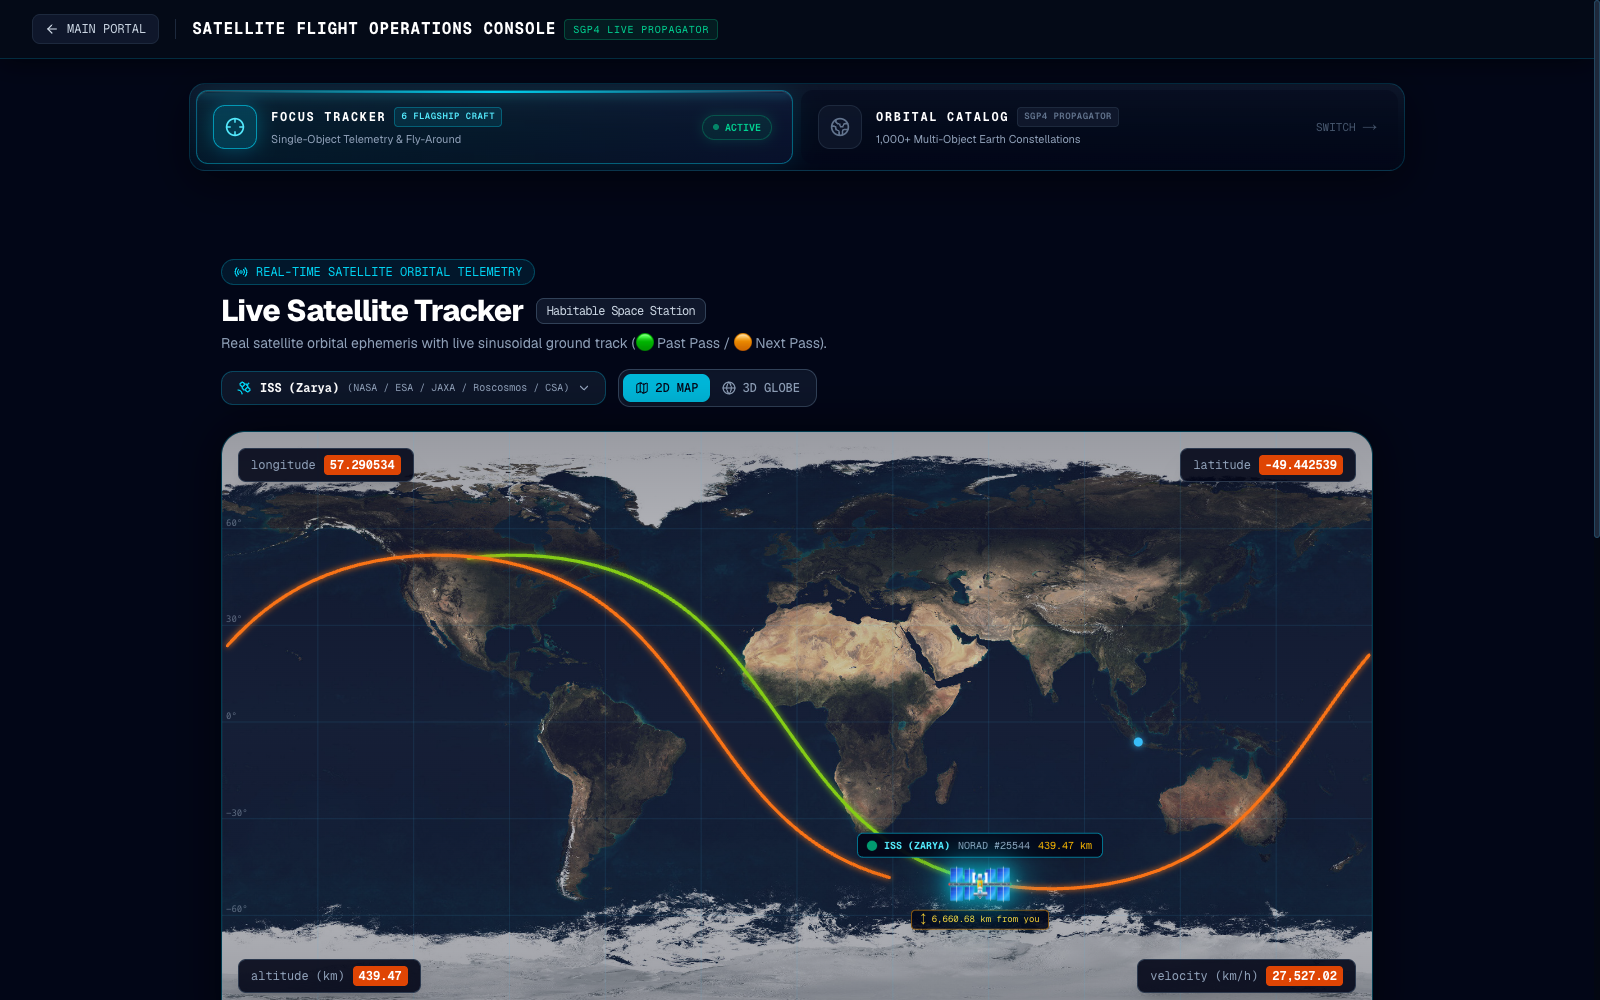 MAIN PORTAL
SATELLITE FLIGHT OPERATIONS CONSOLE
SGP4 LIVE PROPAGATOR
FOCUS TRACKER
6 FLAGSHIP CRAFT
Single-Object Telemetry & Fly-Around
ACTIVE
ORBITAL CATALOG
SGP4 PROPAGATOR
1,000+ Multi-Object Earth Constellations
SWITCH →
REAL-TIME SATELLITE ORBITAL TELEMETRY
Live Satellite Tracker
Habitable Space Station
Real satellite orbital ephemeris with live sinusoidal ground track (🟢 Past Pass / 🟠 Next Pass).
ISS (Zarya) (NASA / ESA / JAXA / Roscosmos / CSA)
2D MAP
3D GLOBE
longitude 57.290534
latitude -49.442539
60°
30°
0°
-30°
ISS (ZARYA) NORAD #25544 439.47 km
-60°
↕ 6,660.68 km from you
altitude (km) 439.47
velocity (km/h) 27,527.02